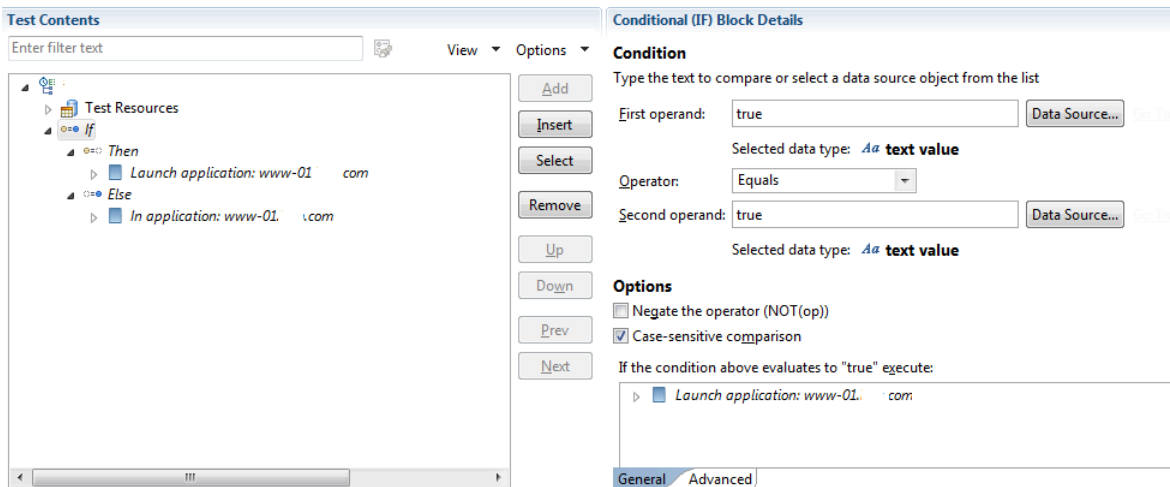 Test Contents
Enter filter text
View
Options
Test Resources
If
Then
Launch application: www-01 com
Else
In application: www-01. .com
Add
Insert
Select
Remove
Up
Down
Prev
Next
Conditional (IF) Block Details
Condition
Type the text to compare or select a data source object from the list
First operand: true Data Source...
Selected data type: Aa text value
Operator: Equals
Second operand: true Data Source...
Selected data type: Aa text value
Options
Negate the operator (NOT(op))
Case-sensitive comparison
If the condition above evaluates to "true" execute:
Launch application: www-01. com
General Advanced